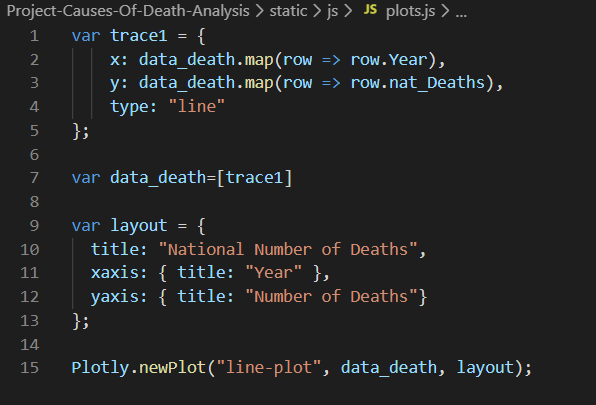 Project-Causes-Of-Death-Analysis > static > js > JS plots.js > ...
1 var trace1 = {
2     x: data_death.map(row => row.Year),
3     y: data_death.map(row => row.nat_Deaths),
4     type: "line"
5 };
6
7 var data_death=[trace1]
8
9 var layout = {
10   title: "National Number of Deaths",
11   xaxis: { title: "Year" },
12   yaxis: { title: "Number of Deaths"}
13 };
14
15 Plotly.newPlot("line-plot", data_death, layout);